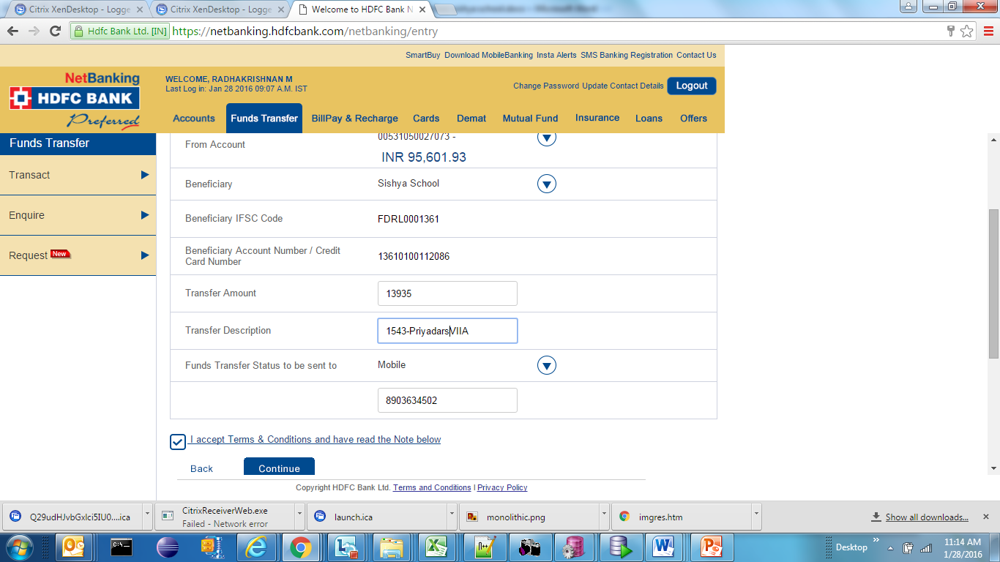 Citrix XenDesktop - Logge
Citrix XenDesktop - Logge
Welcome to HDFC Bank N
Hdfc Bank Ltd. [IN]
https://netbanking.hdfcbank.com/netbanking/entry
SmartBuy Download MobileBanking Insta Alerts SMS Banking Registration Contact Us
NetBanking
HDFC BANK
Preferred
WELCOME, RADHAKRISHNAN M
Last Log in: Jan 28 2016 09:07 A.M. IST
Change Password Update Contact Details Logout
Accounts Funds Transfer BillPay & Recharge Cards Demat Mutual Fund Insurance Loans Offers
Funds Transfer
Transact
Enquire
Request New
From Account
00531050027073 -
INR 95,601.93
Beneficiary
Sishya School
Beneficiary IFSC Code
FDRL0001361
Beneficiary Account Number / Credit
Card Number
13610100112086
Transfer Amount
13935
Transfer Description
1543-PriyadarsVIIA
Funds Transfer Status to be sent to
Mobile
8903634502
I accept Terms & Conditions and have read the Note below
Back Continue
Copyright HDFC Bank Ltd. Terms and Conditions | Privacy Policy
Q29udHJvbGxlci5IU0....ica
CitrixReceiverWeb.exe
Failed - Network error
launch.ica
monolithic.png
imgres.htm
Show all downloads...
Desktop
11:14 AM
1/28/2016